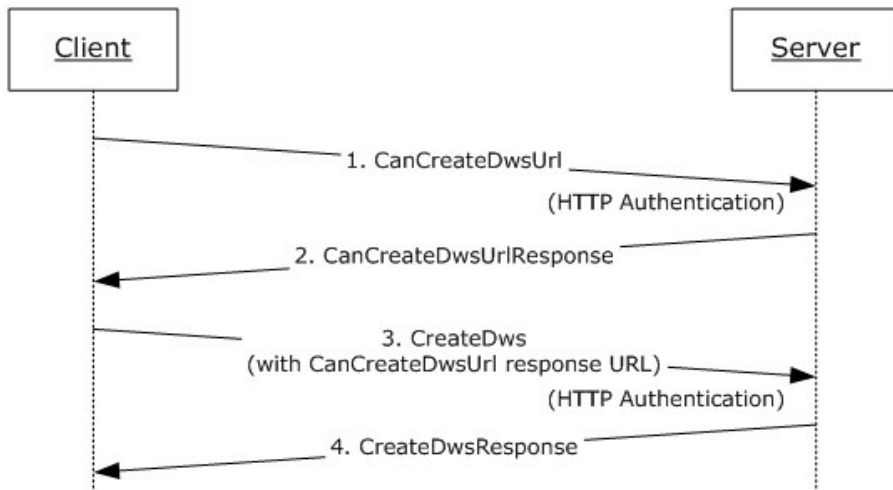 Client
Server
1. CanCreateDwsUrl
(HTTP Authentication)
2. CanCreateDwsUrlResponse
3. CreateDws
(with CanCreateDwsUrl response URL)
(HTTP Authentication)
4. CreateDwsResponse